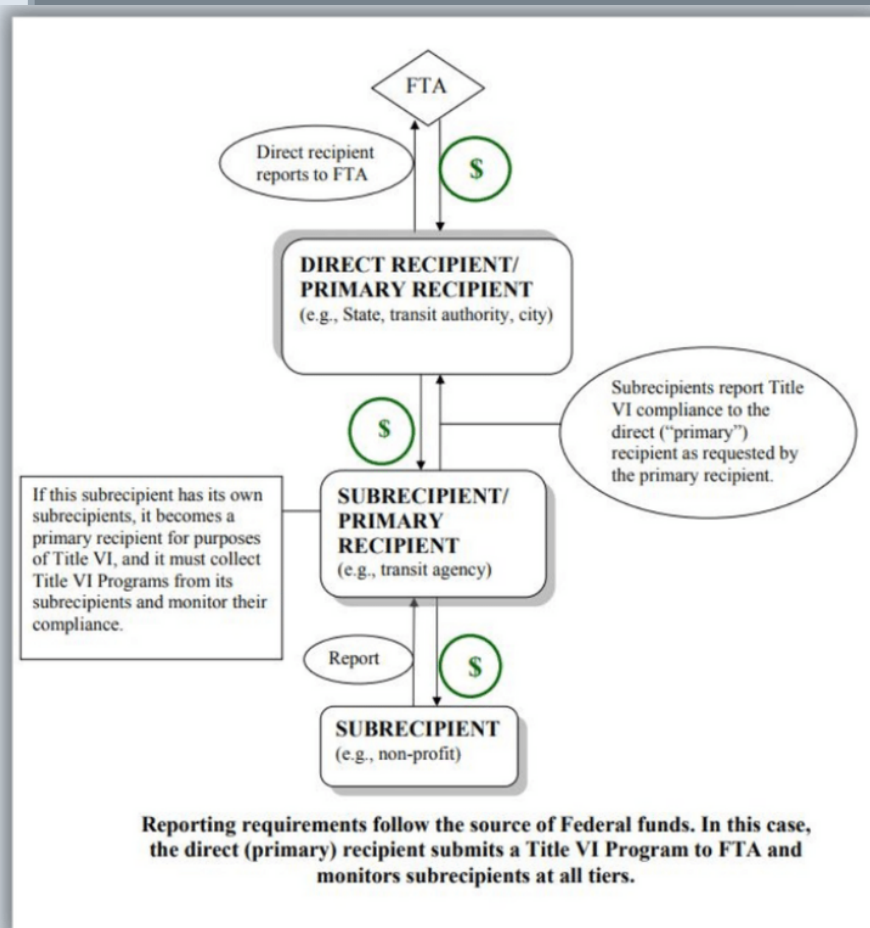 FTA
Direct recipient
reports to FTA
$
DIRECT RECIPIENT/
PRIMARY RECIPIENT
(e.g., State, transit authority, city)
$
Subrecipients report Title
VI compliance to the
direct (“primary”)
recipient as requested by
the primary recipient.
If this subrecipient has its own
subrecipients, it becomes a
primary recipient for purposes
of Title VI, and it must collect
Title VI Programs from its
subrecipients and monitor their
compliance.
SUBRECIPIENT/
PRIMARY
RECIPIENT
(e.g., transit agency)
Report
$
SUBRECIPIENT
(e.g., non-profit)
Reporting requirements follow the source of Federal funds. In this case,
the direct (primary) recipient submits a Title VI Program to FTA and
monitors subrecipients at all tiers.